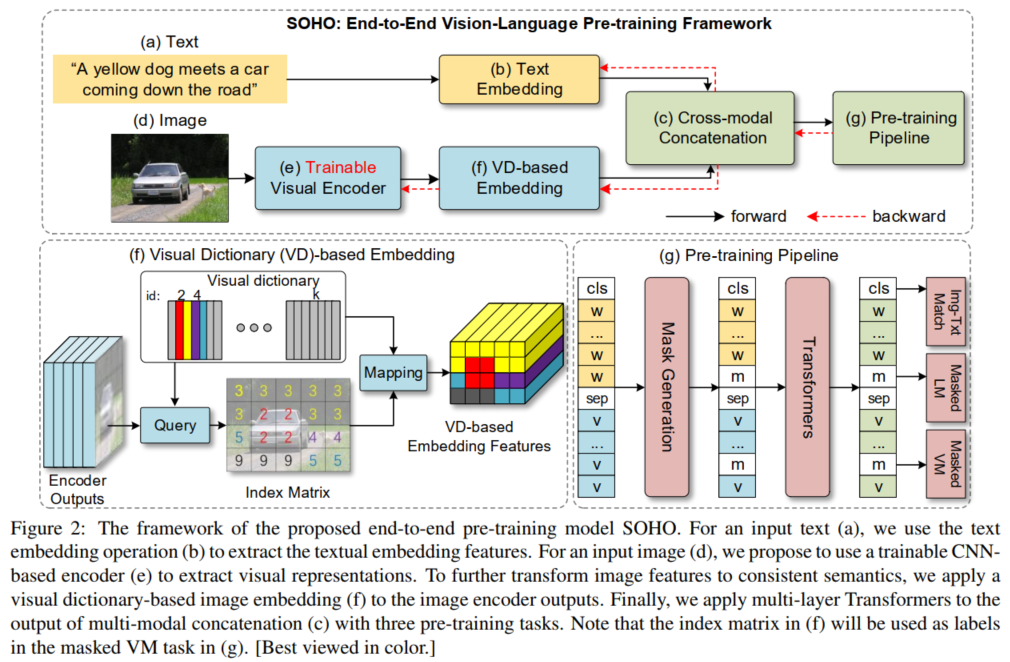 SOHO: End-to-End Vision-Language Pre-training Framework
(a) Text
“A yellow dog meets a car
coming down the road”
(b) Text
Embedding
(c) Cross-modal
Concatenation
(g) Pre-training
Pipeline
(d) Image
(e) Trainable
Visual Encoder
(f) VD-based
Embedding
forward
backward
(f) Visual Dictionary (VD)-based Embedding
Visual dictionary
id: 2 4 k
Encoder
Outputs
Query
3 3 3 3 3
3 2 2 3 3
5 2 2 4 4
9 9 9 5 5
Index Matrix
Mapping
VD-based
Embedding Features
(g) Pre-training Pipeline
cls
w
...
w
w
sep
v
...
v
v
Mask Generation
cls
w
...
w
m
sep
v
...
m
v
Transformers
cls
w
...
w
m
sep
v
...
m
v
Img-Txt
Match
Masked
LM
Masked
VM
Figure 2: The framework of the proposed end-to-end pre-training model SOHO. For an input text (a), we use the text
embedding operation (b) to extract the textual embedding features. For an input image (d), we propose to use a trainable CNN-
based encoder (e) to extract visual representations. To further transform image features to consistent semantics, we apply a
visual dictionary-based image embedding (f) to the image encoder outputs. Finally, we apply multi-layer Transformers to the
output of multi-modal concatenation (c) with three pre-training tasks. Note that the index matrix in (f) will be used as labels
in the masked VM task in (g). [Best viewed in color.]